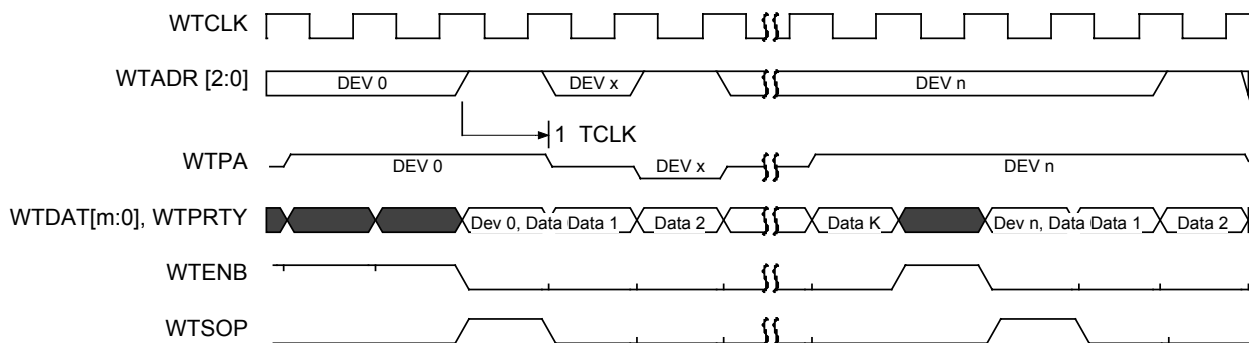 WTCLK
WTADR [2:0] DEV 0 DEV x DEV n
1 TCLK
WTPA DEV 0 DEV x DEV n
WTDAT[m:0], WTPRTY Dev 0, Data Data 1 Data 2 Data K Dev n, Data Data 1 Data 2
WTENB
WTSOP